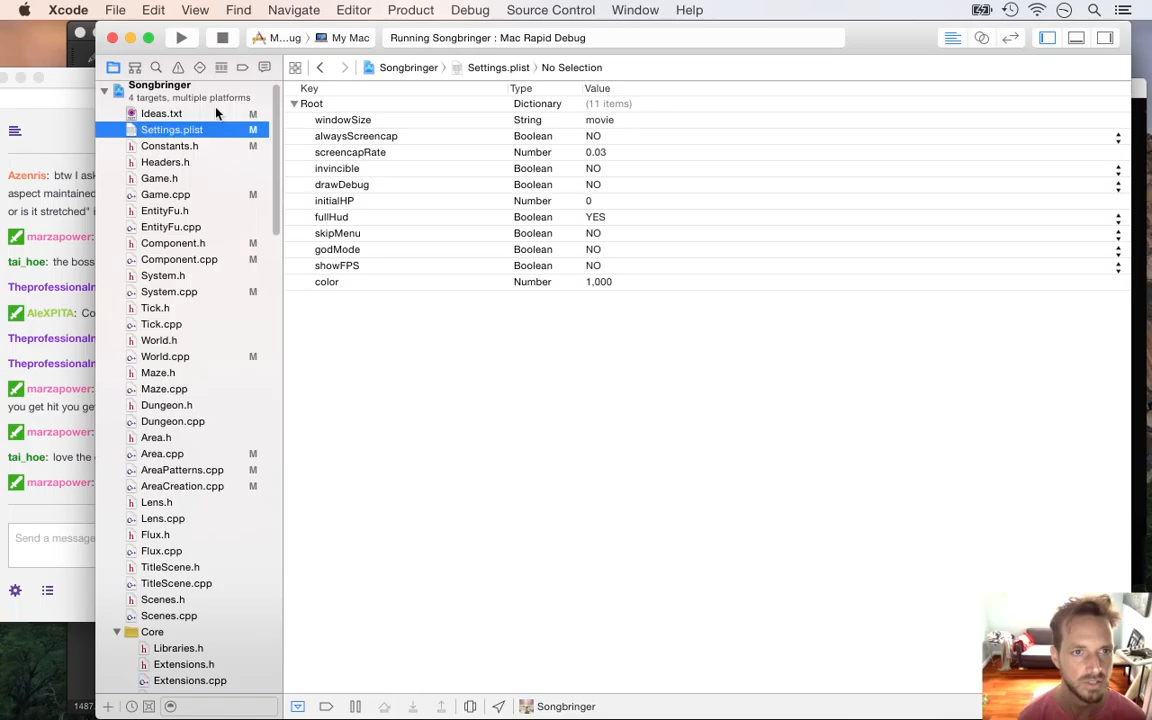 Xcode File Edit View Find Navigate Editor Product Debug Source Control Window Help
M...ug My Mac Running Songbringer : Mac Rapid Debug
Songbringer Settings.plist No Selection
Songbringer
4 targets, multiple platforms
Ideas.txt M
Settings.plist M
Constants.h M
Headers.h
Game.h
Game.cpp M
EntityFu.h
EntityFu.cpp
Component.h M
Component.cpp M
System.h
System.cpp M
Tick.h
Tick.cpp
World.h
World.cpp M
Maze.h
Maze.cpp
Dungeon.h
Dungeon.cpp
Area.h
Area.cpp M
AreaPatterns.cpp M
AreaCreation.cpp M
Lens.h
Lens.cpp
Flux.h
Flux.cpp
TitleScene.h
TitleScene.cpp
Scenes.h
Scenes.cpp
Core
Libraries.h
Extensions.h
Extensions.cpp
Key Type Value
Root Dictionary (11 items)
windowSize String movie
alwaysScreencap Boolean NO
screencapRate Number 0.03
invincible Boolean NO
drawDebug Boolean NO
initialHP Number 0
fullHud Boolean YES
skipMenu Boolean NO
godMode Boolean NO
showFPS Boolean NO
color Number 1,000
Azenris: btw I as
aspect maintained
or is it stretched"
marzapower:
tai_hoe: the boss
Theprofessional
AleXPITA: Co
Theprofessional
Theprofessional
marzapower:
you get hit you ge
marzapower:
tai_hoe: love the
marzapower:
Send a message
1487
Songbringer